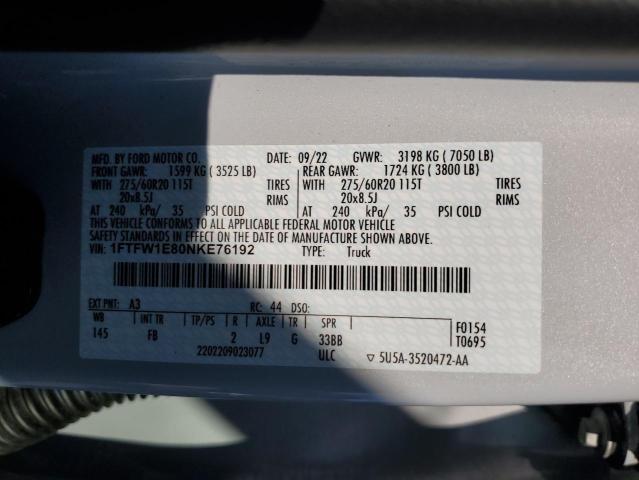 MFD. BY FORD MOTOR CO. DATE: 09/22 GVWR: 3198 KG ( 7050 LB)
FRONT GAWR: 1599 KG ( 3525 LB) REAR GAWR: 1724 KG ( 3800 LB)
WITH 275/60R20 115T TIRES WITH 275/60R20 115T TIRES
20x8.5J RIMS 20x8.5J RIMS
AT 240 kPa/ 35 PSI COLD AT 240 kPa/ 35 PSI COLD
THIS VEHICLE CONFORMS TO ALL APPLICABLE FEDERAL MOTOR VEHICLE
SAFETY STANDARDS IN EFFECT ON THE DATE OF MANUFACTURE SHOWN ABOVE.
VIN: 1FTFW1E80NKE76192 TYPE: Truck
EXT PNT: A3 RC: 44 DSO:
WB INT TR TP/PS R AXLE TR SPR F0154
145 FB 2 L9 G 33BB T0695
2202209023077 ULC ▽ 5U5A-3520472-AA